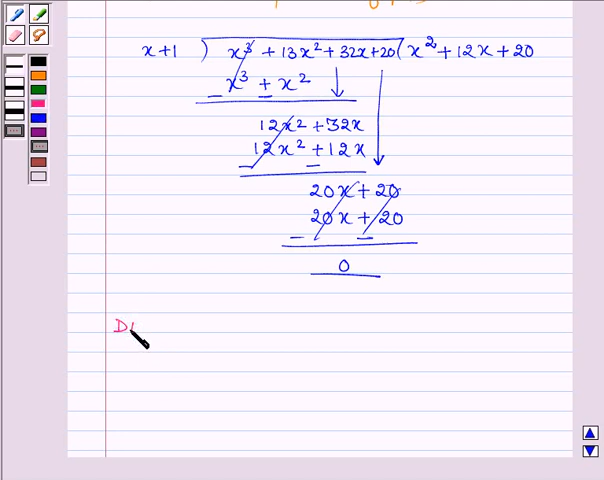 x+1 ) x³ + 13x² + 32x + 20 ( x² + 12x + 20
x³ + x²
− −
12x² + 32x
12x² + 12x
− −
20x + 20
20x + 20
− −
0